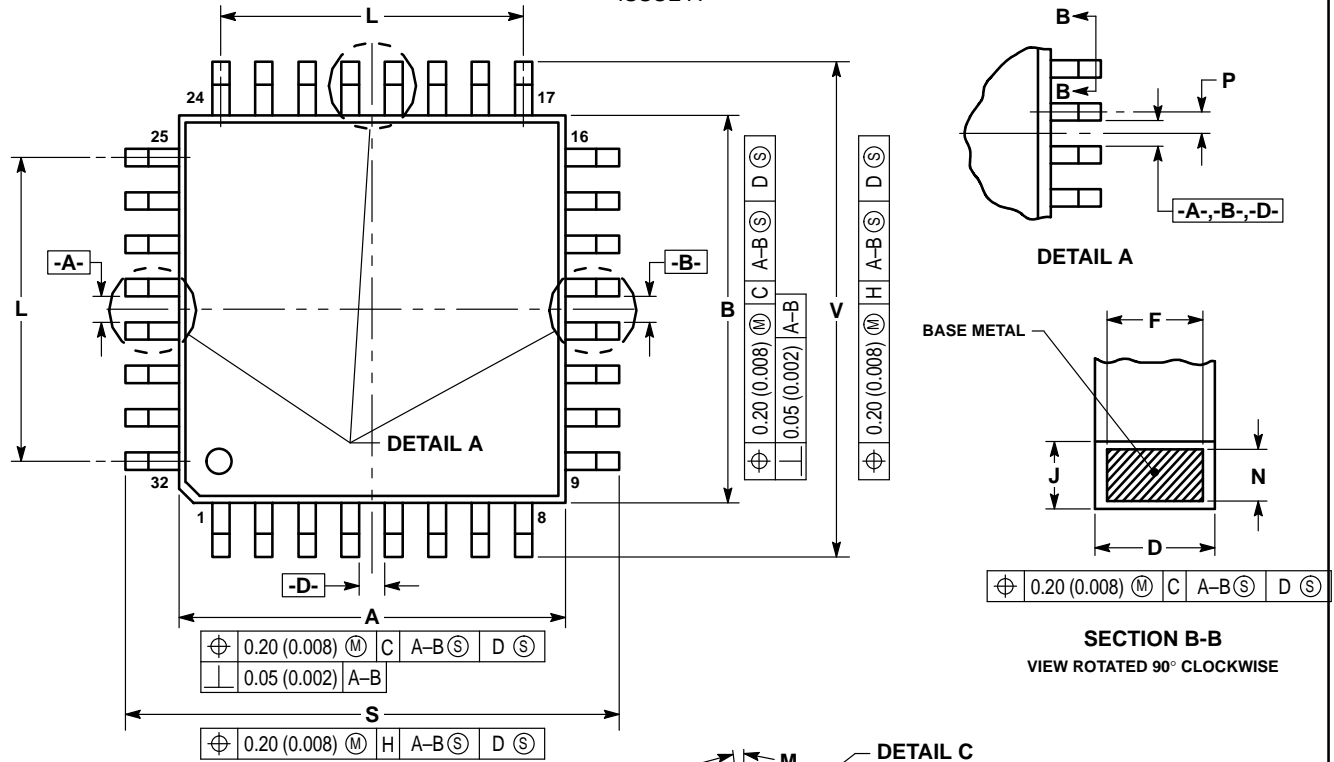 L
24
17
25
16
-A-
-B-
L
B
V
32
9
1
8
DETAIL A
-D-
A
0.20 (0.008) Ⓜ C A–B Ⓢ D Ⓢ
0.05 (0.002) A–B
S
0.20 (0.008) Ⓜ H A–B Ⓢ D Ⓢ
0.20 (0.008) Ⓜ C A–B Ⓢ D Ⓢ
0.05 (0.002) A–B
0.20 (0.008) Ⓜ H A–B Ⓢ D Ⓢ
B
B
P
-A-,-B-,-D-
DETAIL A
BASE METAL
F
J
N
D
0.20 (0.008) Ⓜ C A–B Ⓢ D Ⓢ
SECTION B-B
VIEW ROTATED 90° CLOCKWISE
M
DETAIL C